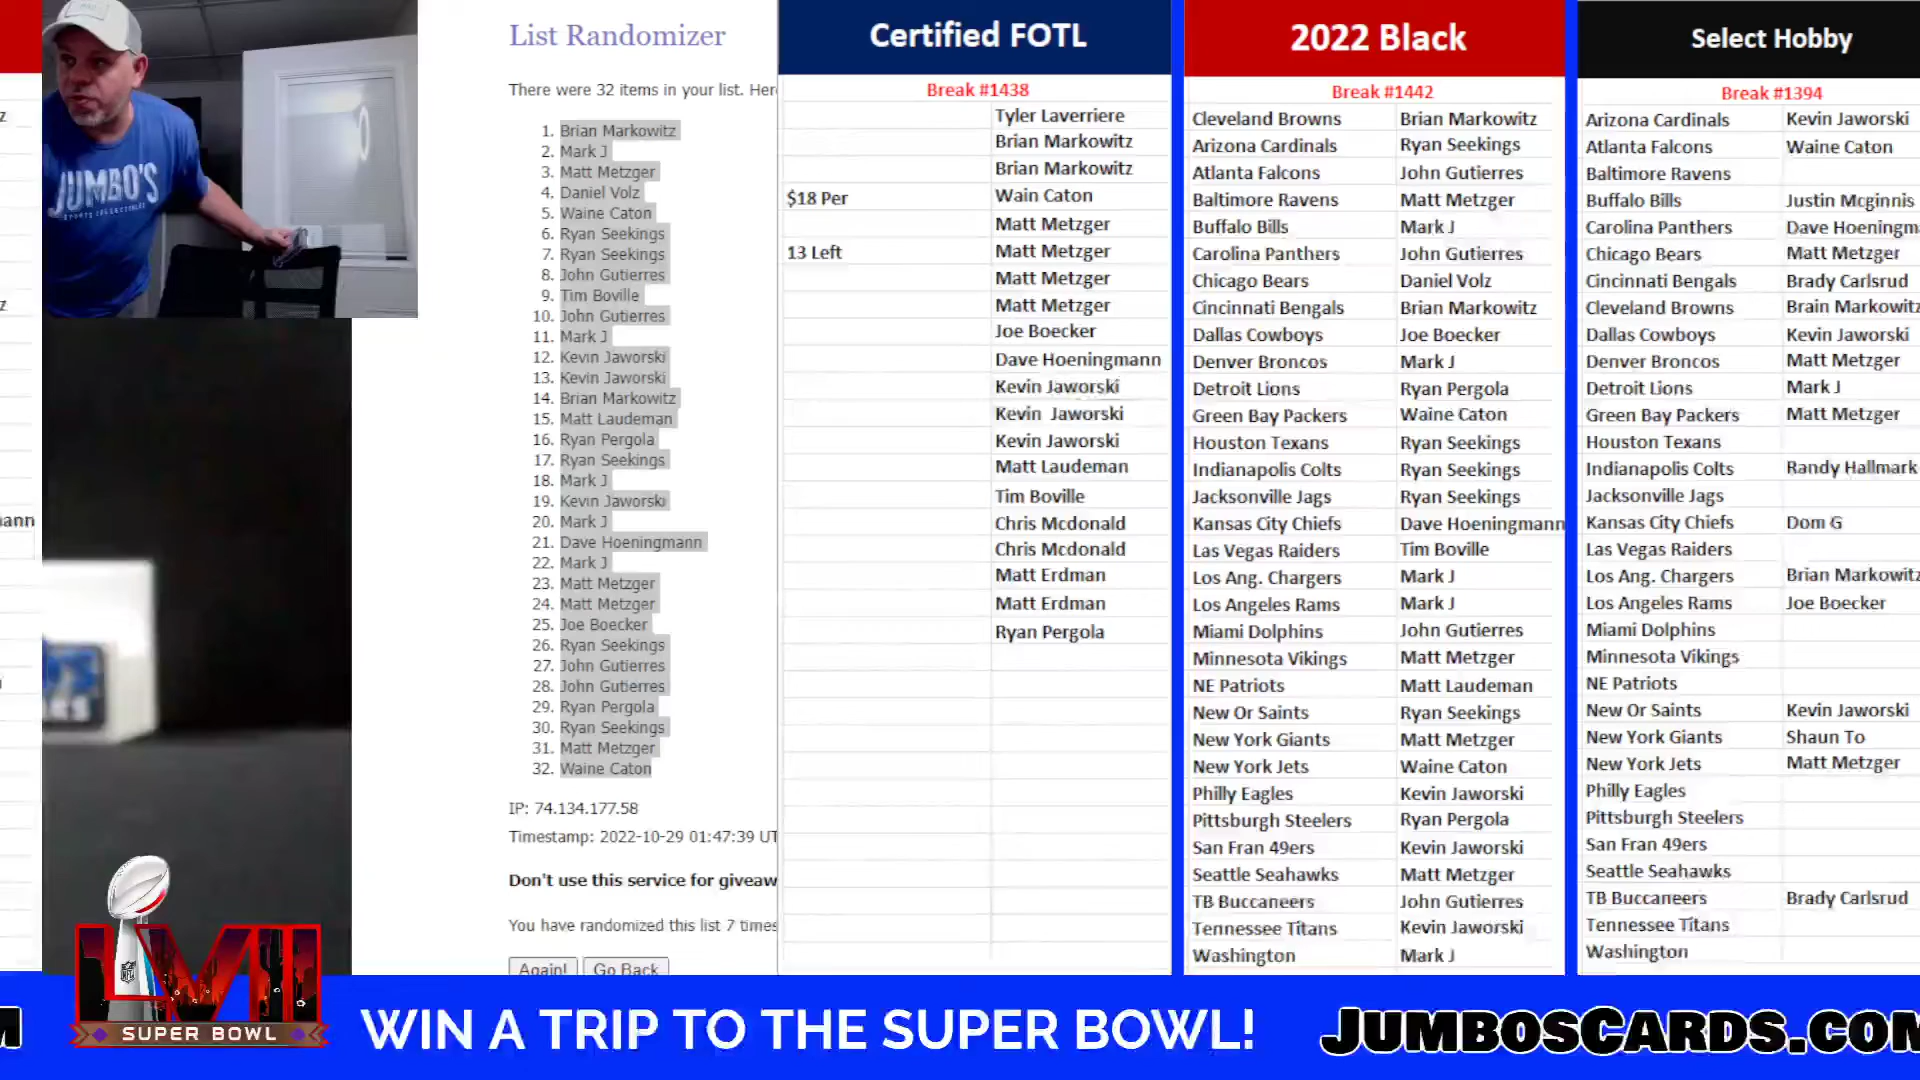 JUMBO'S
SPORTS COLLECTIBLES
List Randomizer
There were 32 items in your list. Her
1. Brian Markowitz
2. Mark J
3. Matt Metzger
4. Daniel Volz
5. Waine Caton
6. Ryan Seekings
7. Ryan Seekings
8. John Gutierres
9. Tim Boville
10. John Gutierres
11. Mark J
12. Kevin Jaworski
13. Kevin Jaworski
14. Brian Markowitz
15. Matt Laudeman
16. Ryan Pergola
17. Ryan Seekings
18. Mark J
19. Kevin Jaworski
20. Mark J
21. Dave Hoeningmann
22. Mark J
23. Matt Metzger
24. Matt Metzger
25. Joe Boecker
26. Ryan Seekings
27. John Gutierres
28. John Gutierres
29. Ryan Pergola
30. Ryan Seekings
31. Matt Metzger
32. Waine Caton
IP: 74.134.177.58
Timestamp: 2022-10-29 01:47:39 UT
Don't use this service for giveaw
You have randomized this list 7 times
Again! Go Back
Certified FOTL
Break #1438
Tyler Laverriere
Brian Markowitz
Brian Markowitz
$18 Per Wain Caton
Matt Metzger
13 Left Matt Metzger
Matt Metzger
Matt Metzger
Joe Boecker
Dave Hoeningmann
Kevin Jaworski
Kevin Jaworski
Kevin Jaworski
Matt Laudeman
Tim Boville
Chris Mcdonald
Chris Mcdonald
Matt Erdman
Matt Erdman
Ryan Pergola
2022 Black
Break #1442
Cleveland Browns Brian Markowitz
Arizona Cardinals Ryan Seekings
Atlanta Falcons John Gutierres
Baltimore Ravens Matt Metzger
Buffalo Bills Mark J
Carolina Panthers John Gutierres
Chicago Bears Daniel Volz
Cincinnati Bengals Brian Markowitz
Dallas Cowboys Joe Boecker
Denver Broncos Mark J
Detroit Lions Ryan Pergola
Green Bay Packers Waine Caton
Houston Texans Ryan Seekings
Indianapolis Colts Ryan Seekings
Jacksonville Jags Ryan Seekings
Kansas City Chiefs Dave Hoeningmann
Las Vegas Raiders Tim Boville
Los Ang. Chargers Mark J
Los Angeles Rams Mark J
Miami Dolphins John Gutierres
Minnesota Vikings Matt Metzger
NE Patriots Matt Laudeman
New Or Saints Ryan Seekings
New York Giants Matt Metzger
New York Jets Waine Caton
Philly Eagles Kevin Jaworski
Pittsburgh Steelers Ryan Pergola
San Fran 49ers Kevin Jaworski
Seattle Seahawks Matt Metzger
TB Buccaneers John Gutierres
Tennessee Titans Kevin Jaworski
Washington Mark J
Select Hobby
Break #1394
Arizona Cardinals Kevin Jaworski
Atlanta Falcons Waine Caton
Baltimore Ravens
Buffalo Bills Justin Mcginnis
Carolina Panthers Dave Hoeningm
Chicago Bears Matt Metzger
Cincinnati Bengals Brady Carlsrud
Cleveland Browns Brain Markowitz
Dallas Cowboys Kevin Jaworski
Denver Broncos Matt Metzger
Detroit Lions Mark J
Green Bay Packers Matt Metzger
Houston Texans
Indianapolis Colts Randy Hallmark
Jacksonville Jags
Kansas City Chiefs Dom G
Las Vegas Raiders
Los Ang. Chargers Brian Markowitz
Los Angeles Rams Joe Boecker
Miami Dolphins
Minnesota Vikings
NE Patriots
New Or Saints Kevin Jaworski
New York Giants Shaun To
New York Jets Matt Metzger
Philly Eagles
Pittsburgh Steelers
San Fran 49ers
Seattle Seahawks
TB Buccaneers Brady Carlsrud
Tennessee Titans
Washington
LVII
NFL
SUPER BOWL
WIN A TRIP TO THE SUPER BOWL!
JUMBOSCARDS.COM